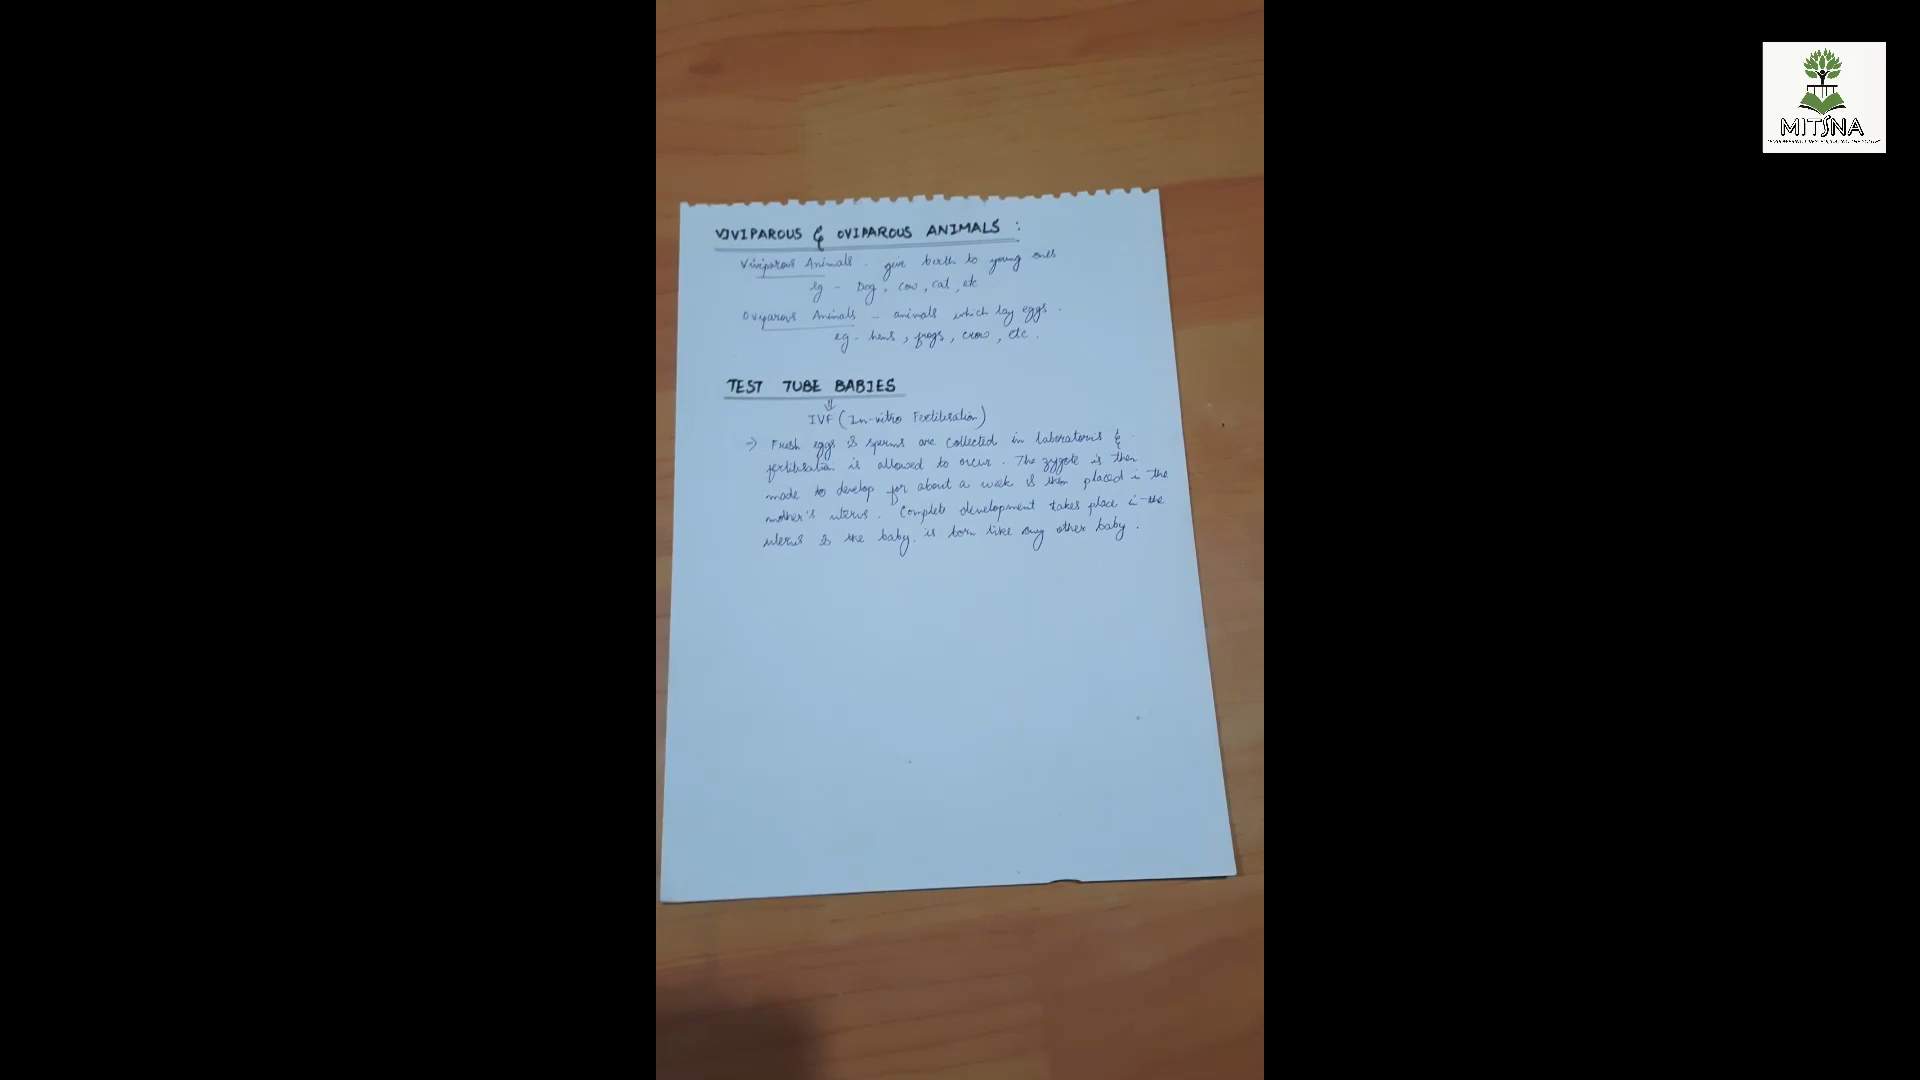 VIVIPAROUS & OVIPAROUS ANIMALS :
Viviparous Animals - give birth to young ones
eg - Dog, cow, cat, etc
Oviparous Animals - animals which lay eggs.
eg - hens, frogs, crow, etc.
TEST TUBE BABIES
IVF (In-vitro Fertilisation)
→ Fresh eggs & sperms are collected in laboratories &
fertilisation is allowed to occur. The zygote is then
made to develop for about a week & then placed in the
mother's uterus. Complete development takes place in the
uterus & the baby is born like any other baby.
MITSNA